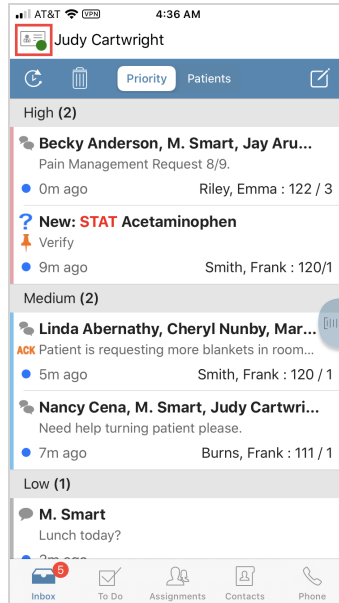 AT&T VPN 4:36 AM
Judy Cartwright
Priority Patients
High (2)
Becky Anderson, M. Smart, Jay Aru...
Pain Management Request 8/9.
0m ago Riley, Emma : 122 / 3
? New: STAT Acetaminophen
Verify
9m ago Smith, Frank : 120/1
Medium (2)
Linda Abernathy, Cheryl Nunby, Mar...
ACK Patient is requesting more blankets in room...
5m ago Smith, Frank : 120 / 1
Nancy Cena, M. Smart, Judy Cartwri...
Need help turning patient please.
7m ago Burns, Frank : 111 / 1
Low (1)
M. Smart
Lunch today?
5
Inbox To Do Assignments Contacts Phone